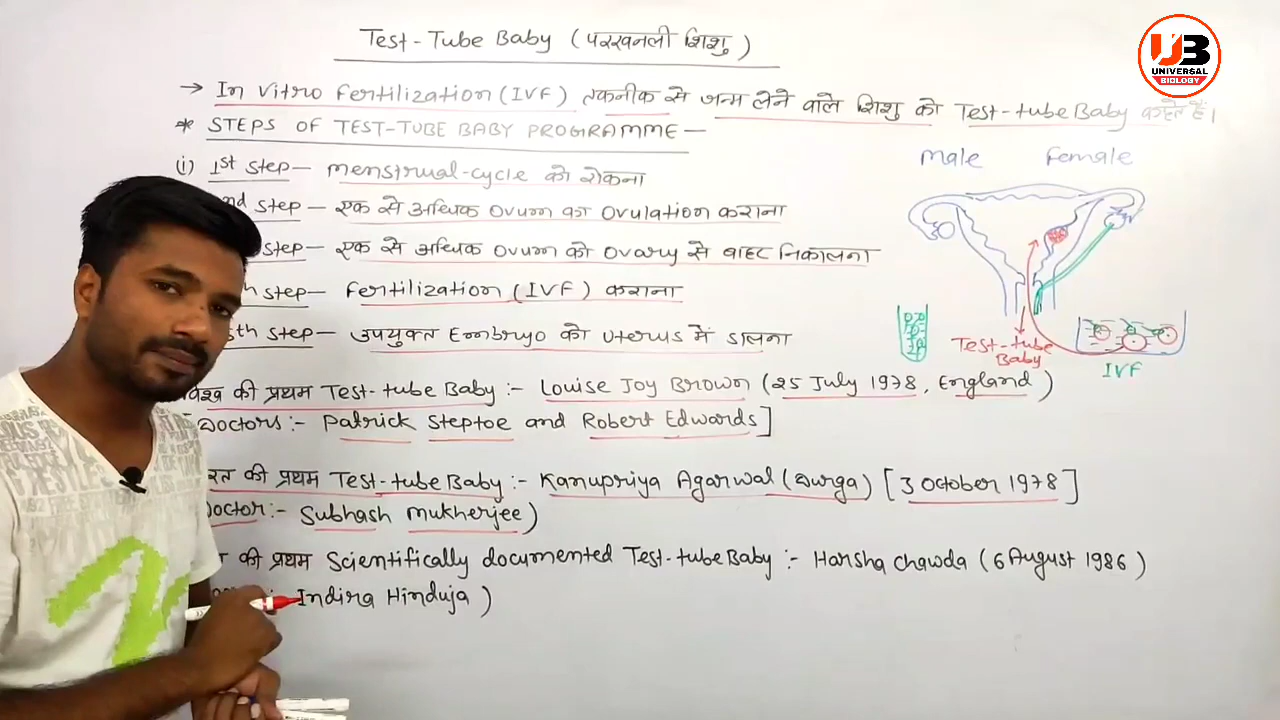 Test-Tube Baby (परखनली शिशु)
UB
UNIVERSAL
BIOLOGY
→ In Vitro Fertilization (IVF) तकनीक से जन्म लेने वाले शिशु को Test-tube Baby कहते हैं।
* STEPS OF TEST-TUBE BABY PROGRAMME—
(i) 1st Step— menstrual-cycle को रोकना
nd Step— एक से अधिक Ovum का Ovulation कराना
Step— एक से अधिक Ovum को Ovary से बाहर निकालना
Step— Fertilization (IVF) कराना
5th Step— उपयुक्त Embryo को Uterus में डालना
Male Female
Test-tube
Baby
IVF
विश्व की प्रथम Test-tube Baby :- Louise Joy Brown (25 July 1978, England)
Doctors :- Patrick Steptoe and Robert Edwards]
रत की प्रथम Test-tube Baby :- Kanupriya Agarwal (Durga) [3 October 1978]
Doctor :- Subhash Mukherjee)
त की प्रथम Scientifically documented Test-tube Baby :- Harsha Chawda (6 August 1986)
Indira Hinduja)